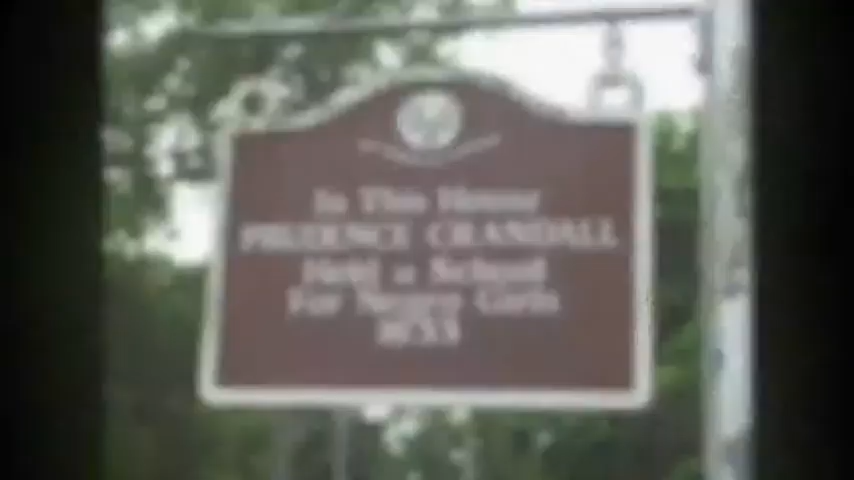 In This House
PRUDENCE CRANDALL
Held a School
For Negro Girls
1833